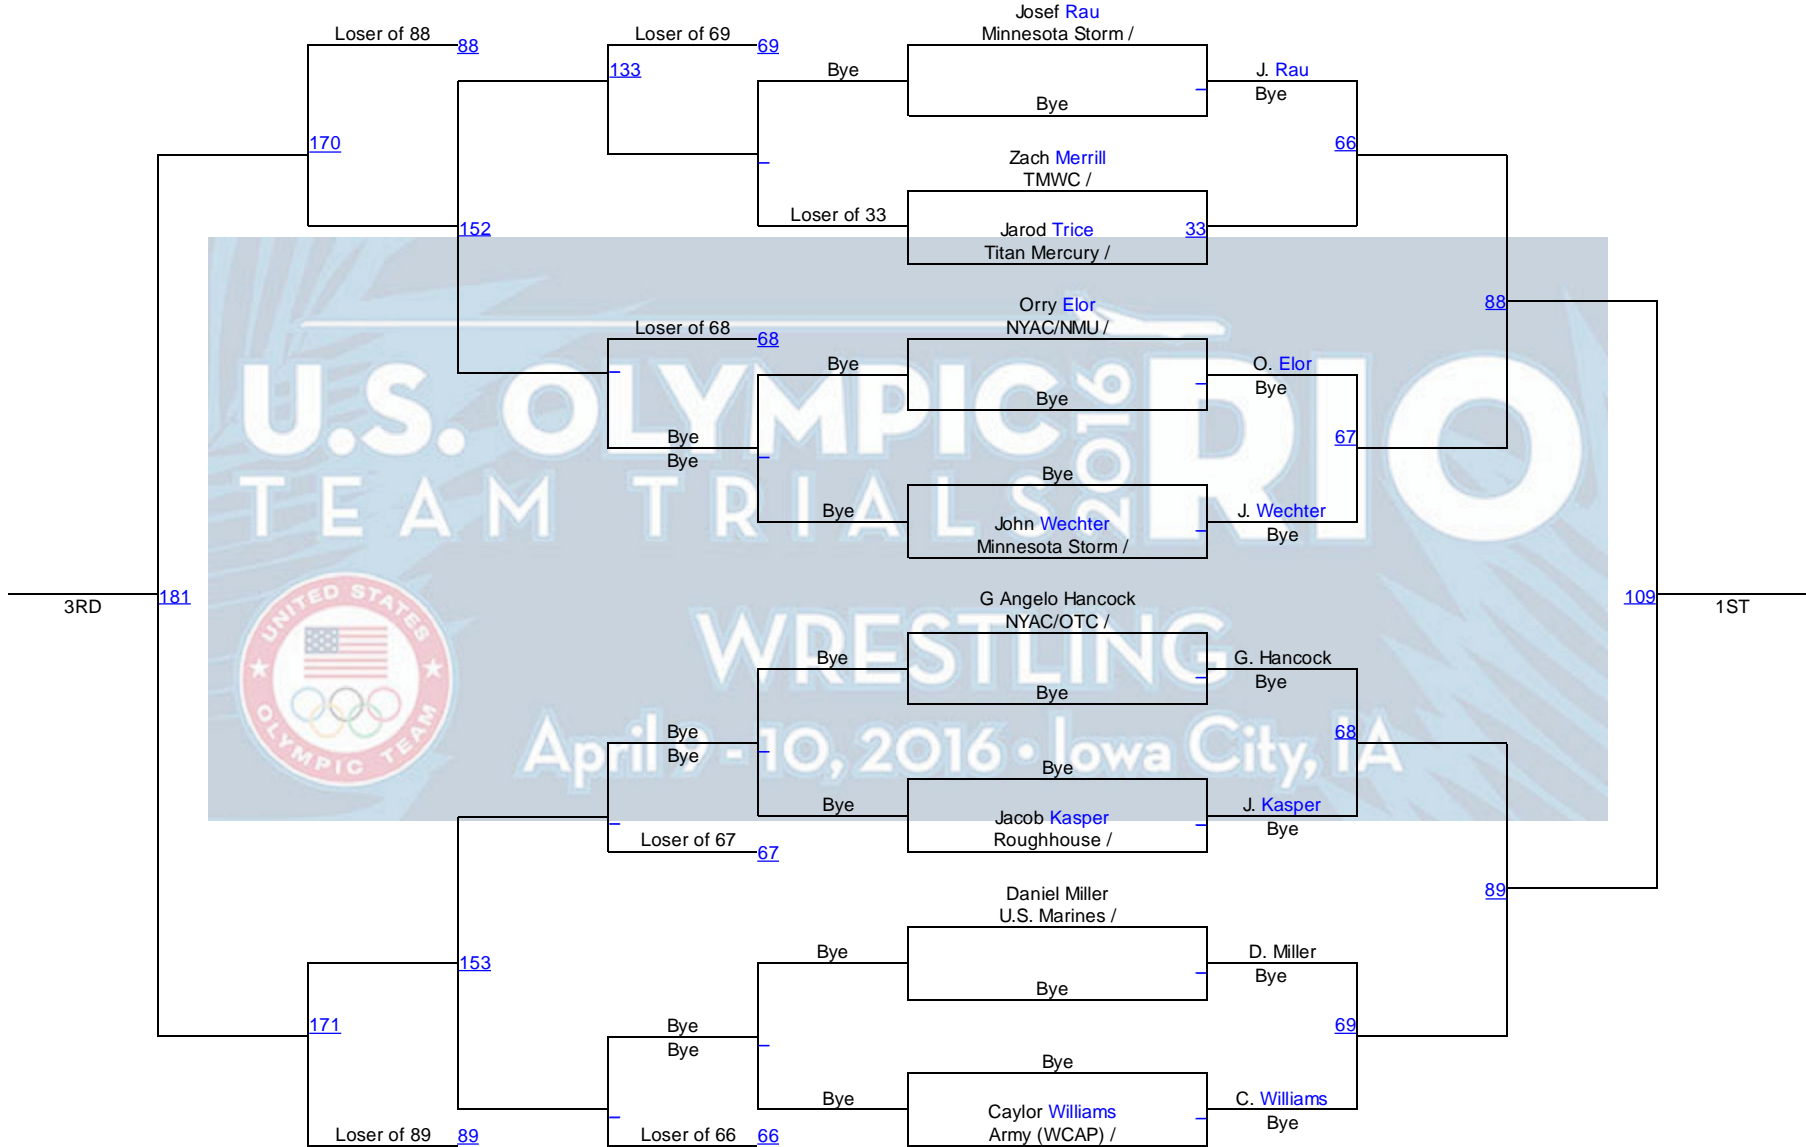 Josef Rau
Loser of 88
88
Loser of 69
69
Minnesota Storm /
133
Bye
J. Rau
Bye
Bye
170
66
Zach Merrill
TMWC /
Loser of 33
152
Jarod Trice
33
Titan Mercury /
Orry Elor
88
Loser of 68
68
NYAC/NMU /
Bye
O. Elor
Bye
Bye
U.S. OLYMPIC
2016
RIO
TEAM TRIALS
Bye
Bye
67
Bye
Bye
J. Wechter
John Wechter
Bye
Minnesota Storm /
3RD
181
UNITED STATES
OLYMPIC TEAM
G Angelo Hancock
109
1ST
NYAC/OTC /
WRESTLING
Bye
G. Hancock
Bye
Bye
Bye
Bye
68
April 9 - 10, 2016 • Iowa City, IA
Bye
Bye
J. Kasper
Jacob Kasper
Bye
Loser of 67
67
Roughhouse /
Daniel Miller
89
U.S. Marines /
Bye
D. Miller
153
Bye
Bye
171
Bye
Bye
69
Bye
Bye
C. Williams
Caylor Williams
Bye
Loser of 89
89
Loser of 66
66
Army (WCAP) /